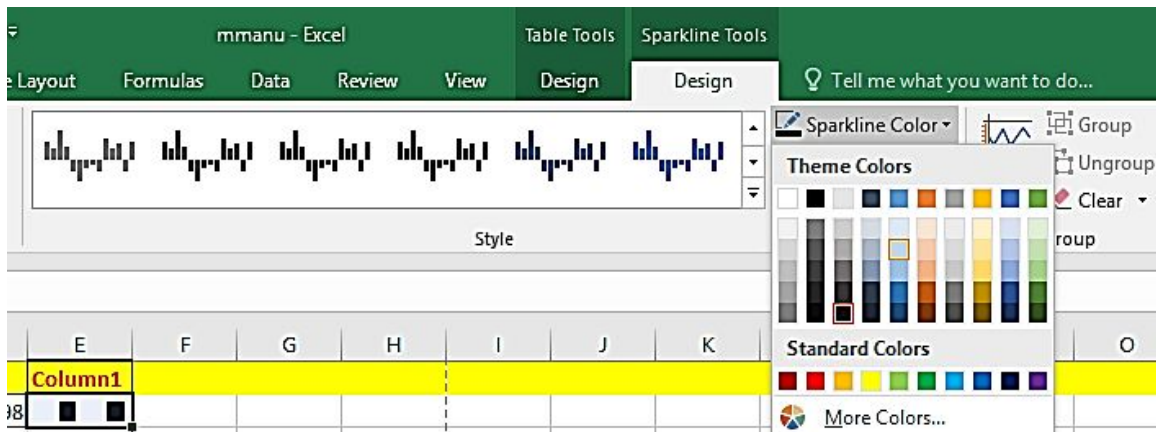 mmanu - Excel Table Tools Sparkline Tools
e Layout Formulas Data Review View Design Design Tell me what you want to do...
Sparkline Color Group
Theme Colors Ungroup
Clear
Style roup
E F G H I J K O
Standard Colors
Column1
98
More Colors...